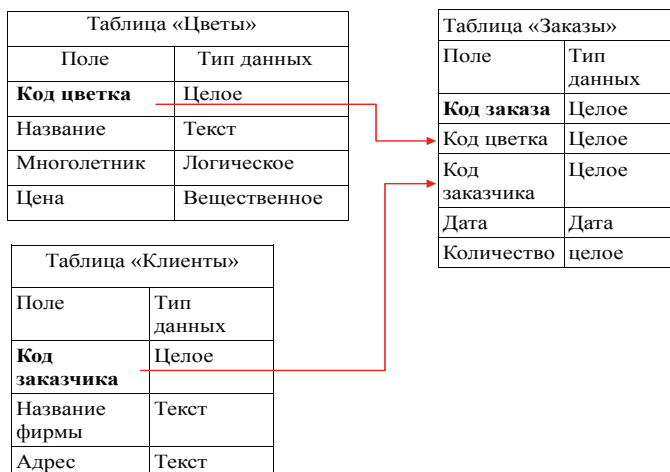 Таблица «Цветы»
Поле Тип данных
Код цветка Целое
Название Текст
Многолетник Логическое
Цена Вещественное
Таблица «Заказы»
Поле Тип
данных
Код заказа Целое
Код цветка Целое
Код Целое
заказчика
Дата Дата
Количество целое
Таблица «Клиенты»
Поле Тип
данных
Код Целое
заказчика
Название Текст
фирмы
Адрес Текст